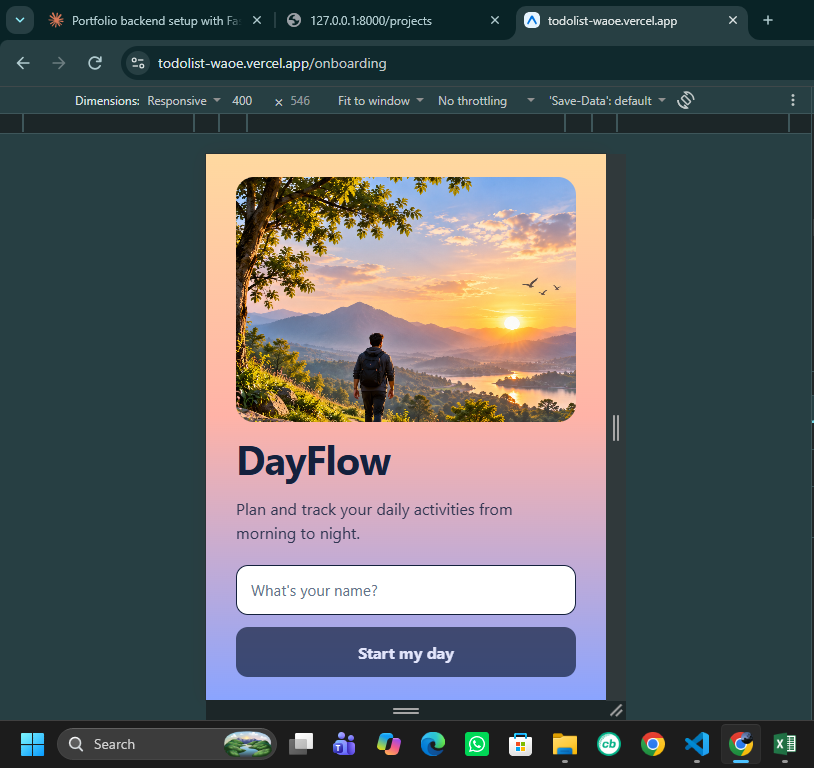 Portfolio backend setup with Fa
127.0.0.1:8000/projects
todolist-waoe.vercel.app
todolist-waoe.vercel.app/onboarding
Dimensions: Responsive 400 × 546 Fit to window No throttling 'Save-Data': default
DayFlow
Plan and track your daily activities from
morning to night.
What's your name?
Start my day
Search
cb